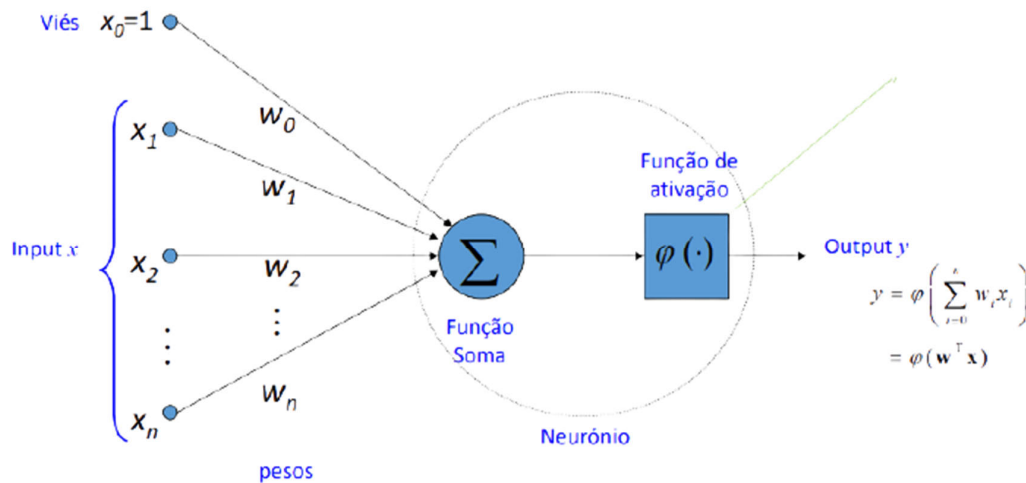 Viés x₀=1
w₀
x₁
w₁
Input x
x₂
w₂
⋮
⋮
wₙ
xₙ
pesos
∑
Função
Soma
Função de
ativação
φ(·)
Neurónio
Output y
y = φ(∑ᵢ₌₀ⁿ wᵢxᵢ)
= φ(wᵀx)